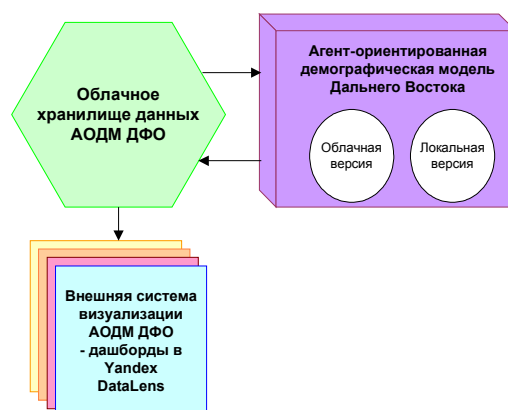 Облачное
хранилище данных
АОДМ ДФО
Агент-ориентированная
демографическая модель
Дальнего Востока
Облачная
версия
Локальная
версия
Внешняя система
визуализации
АОДМ ДФО
- дашборды в
Yandex
DataLens